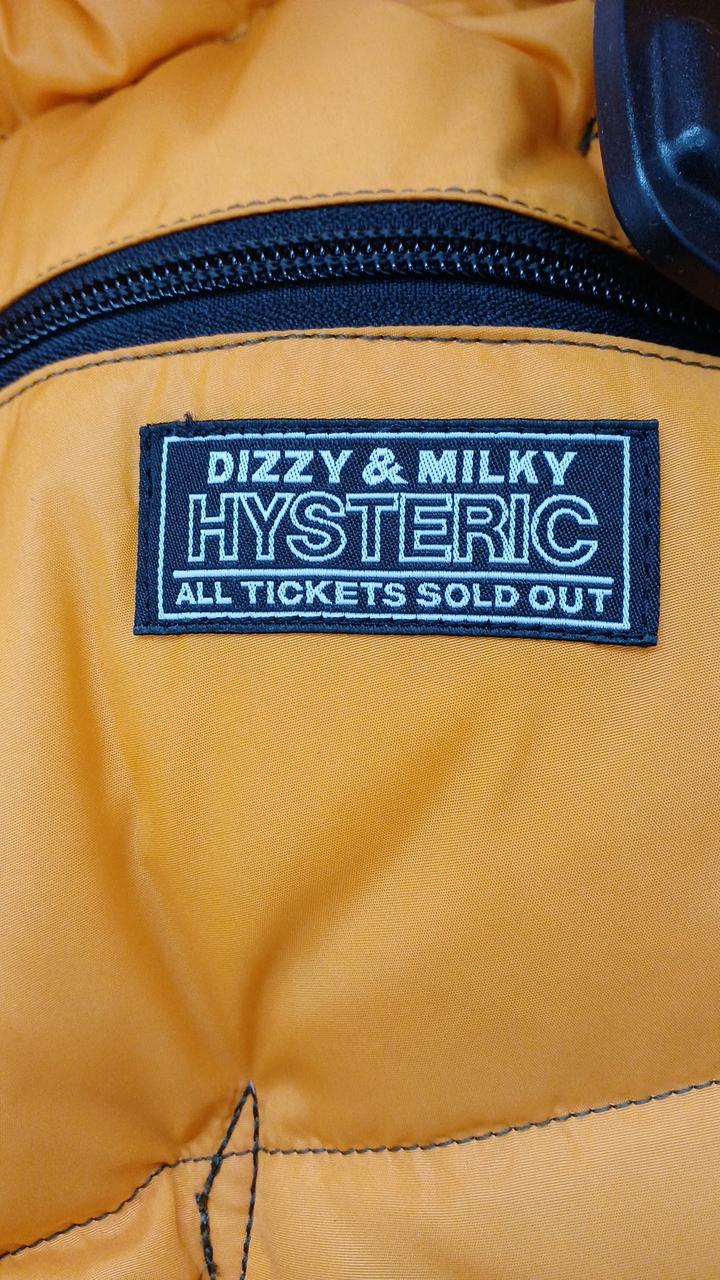 DIZZY & MILKY
HYSTERIC
ALL TICKETS SOLD OUT